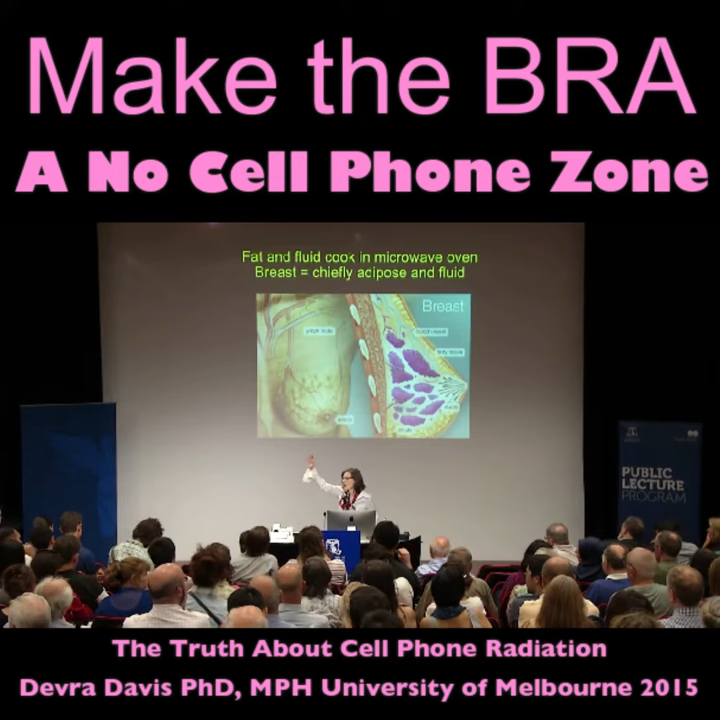 Make the BRA
A No Cell Phone Zone
Fat and fluid cook in microwave oven
Breast = chiefly acipose and fluid
Breast
PUBLIC
LECTURE
PROGRAM
The Truth About Cell Phone Radiation
Devra Davis PhD, MPH University of Melbourne 2015